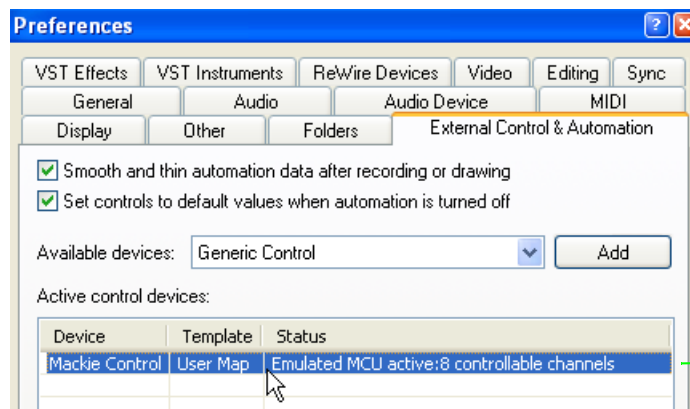 Preferences
VST Effects VST Instruments ReWire Devices Video Editing Sync
General Audio Audio Device MIDI
Display Other Folders External Control & Automation
Smooth and thin automation data after recording or drawing
Set controls to default values when automation is turned off
Available devices: Generic Control Add
Active control devices:
Device Template Status
Mackie Control User Map Emulated MCU active:8 controllable channels